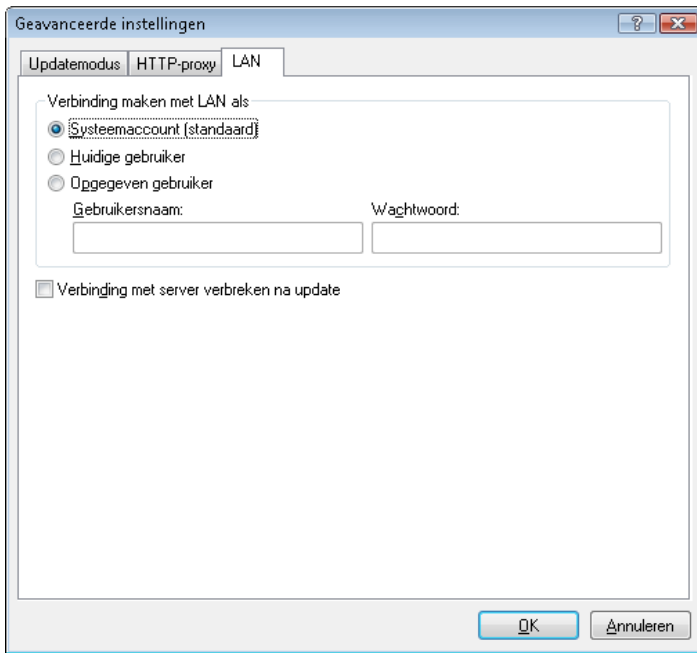 Geavanceerde instellingen
Updatemodus HTTP-proxy LAN
Verbinding maken met LAN als
Systeemaccount (standaard)
Huidige gebruiker
Opgegeven gebruiker
Gebruikersnaam: Wachtwoord:
Verbinding met server verbreken na update
OK Annuleren